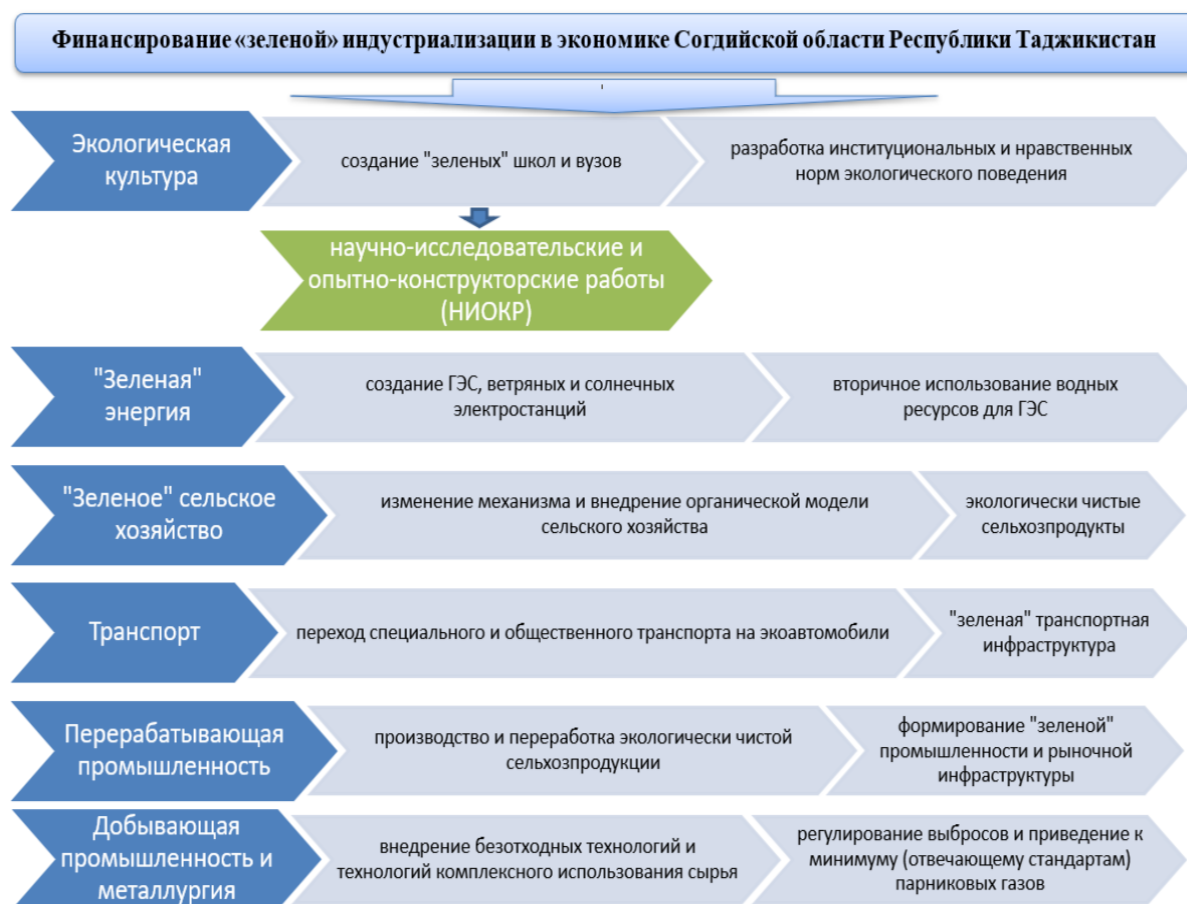 Финансирование «зеленой» индустриализации в экономике Согдийской области Республики Таджикистан
Экологическая
культура
создание "зеленых" школ и вузов
разработка институциональных и нравственных
норм экологического поведения
научно-исследовательские и
опытно-конструкторские работы
(НИОКР)
"Зеленая"
энергия
создание ГЭС, ветряных и солнечных
электростанций
вторичное использование водных
ресурсов для ГЭС
"Зеленое" сельское
хозяйство
изменение механизма и внедрение органической модели
сельского хозяйства
экологически чистые
сельхозпродукты
Транспорт
переход специального и общественного транспорта на экоавтомобили
"зеленая" транспортная
инфраструктура
Перерабатывающая
промышленность
производство и переработка экологически чистой
сельхозпродукции
формирование "зеленой"
промышленности и рыночной
инфраструктуры
Добывающая
промышленность и
металлургия
внедрение безотходных технологий и
технологий комплексного использования сырья
регулирование выбросов и приведение к
минимуму (отвечающему стандартам)
парниковых газов